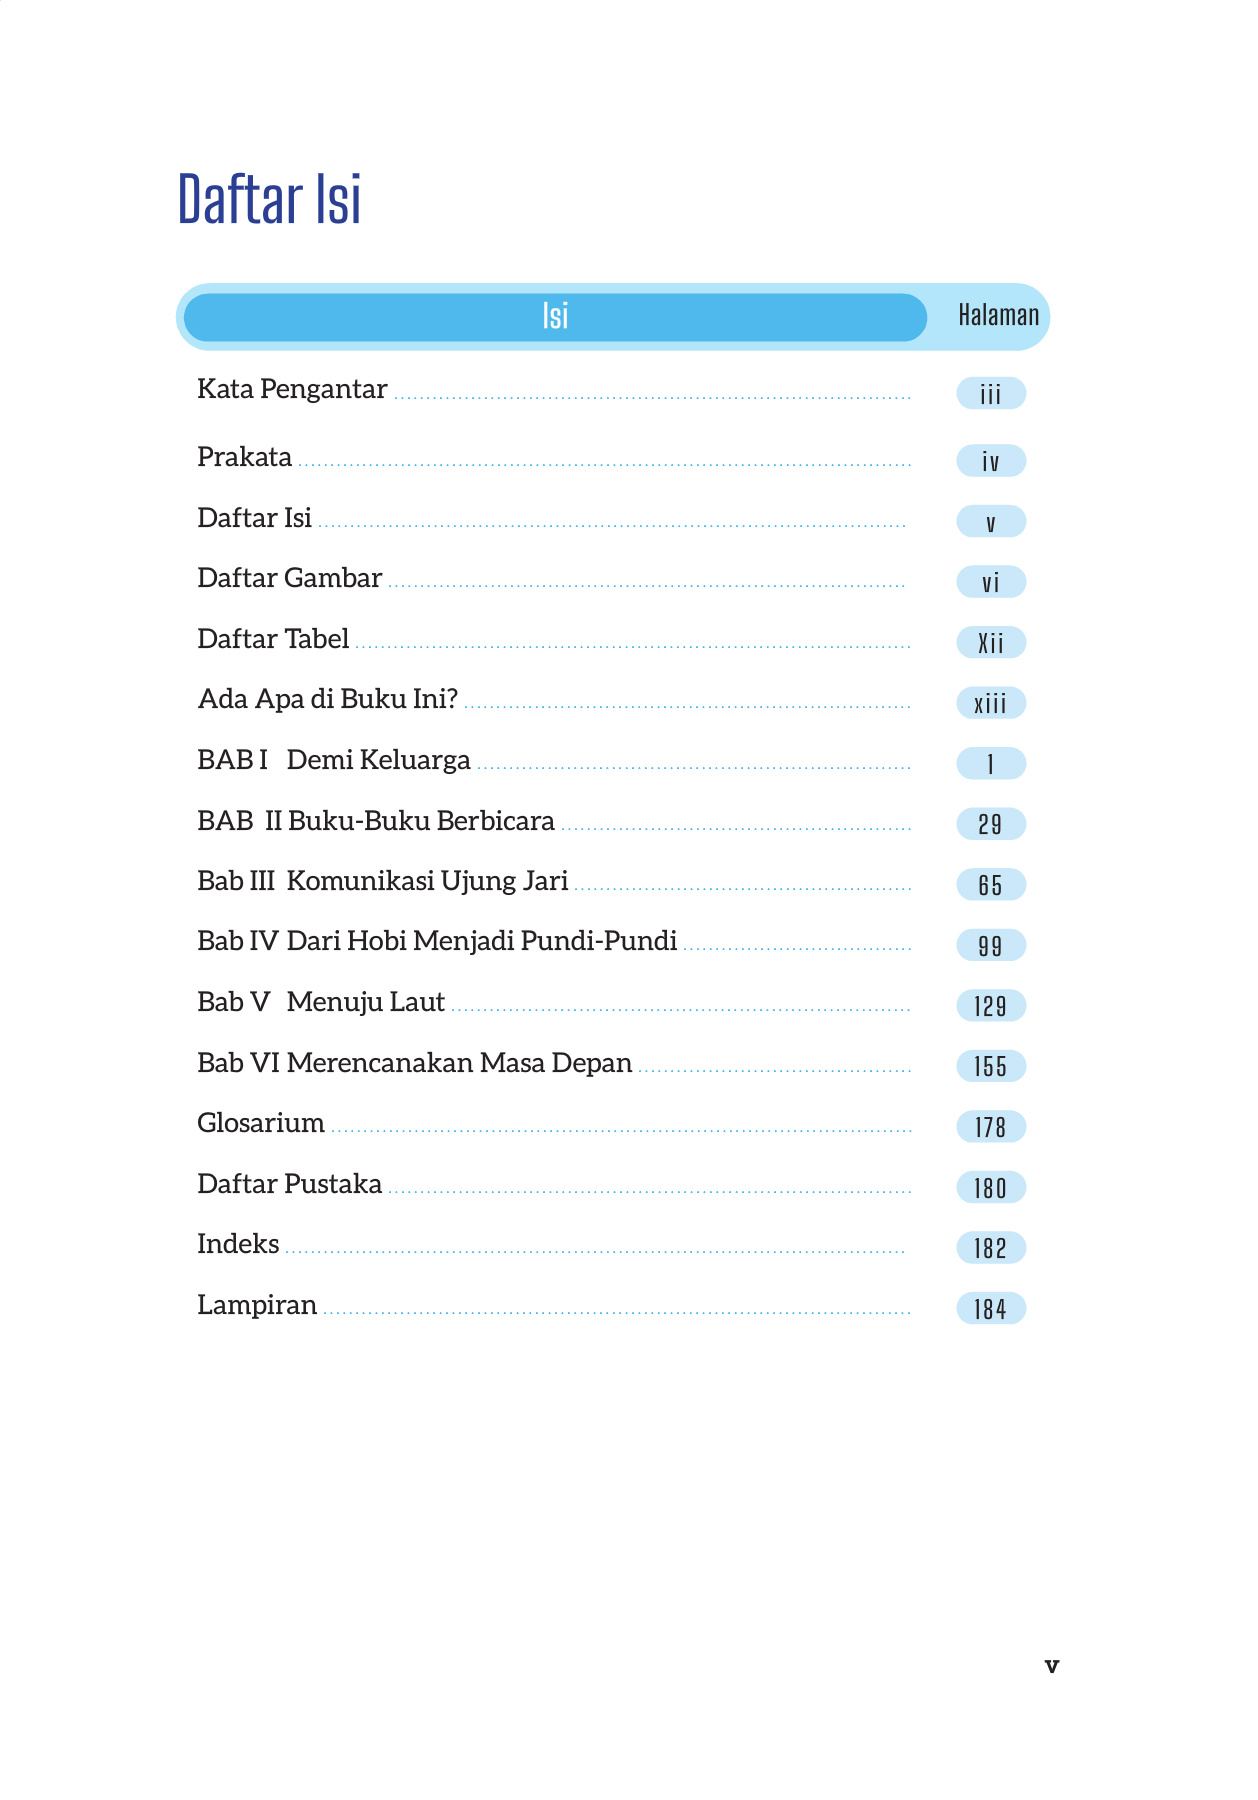 Daftar Isi
Isi Halaman
Kata Pengantar ................................................................................ iii
Prakata ................................................................................ iv
Daftar Isi ................................................................................ v
Daftar Gambar ................................................................................ vi
Daftar Tabel ................................................................................ Xii
Ada Apa di Buku Ini? ................................................................................ xiii
BAB I Demi Keluarga ................................................................................ 1
BAB II Buku-Buku Berbicara ................................................................................ 29
Bab III Komunikasi Ujung Jari ................................................................................ 65
Bab IV Dari Hobi Menjadi Pundi-Pundi ................................................................................ 99
Bab V Menuju Laut ................................................................................ 129
Bab VI Merencanakan Masa Depan ................................................................................ 155
Glosarium ................................................................................ 178
Daftar Pustaka ................................................................................ 180
Indeks ................................................................................ 182
Lampiran ................................................................................ 184
v